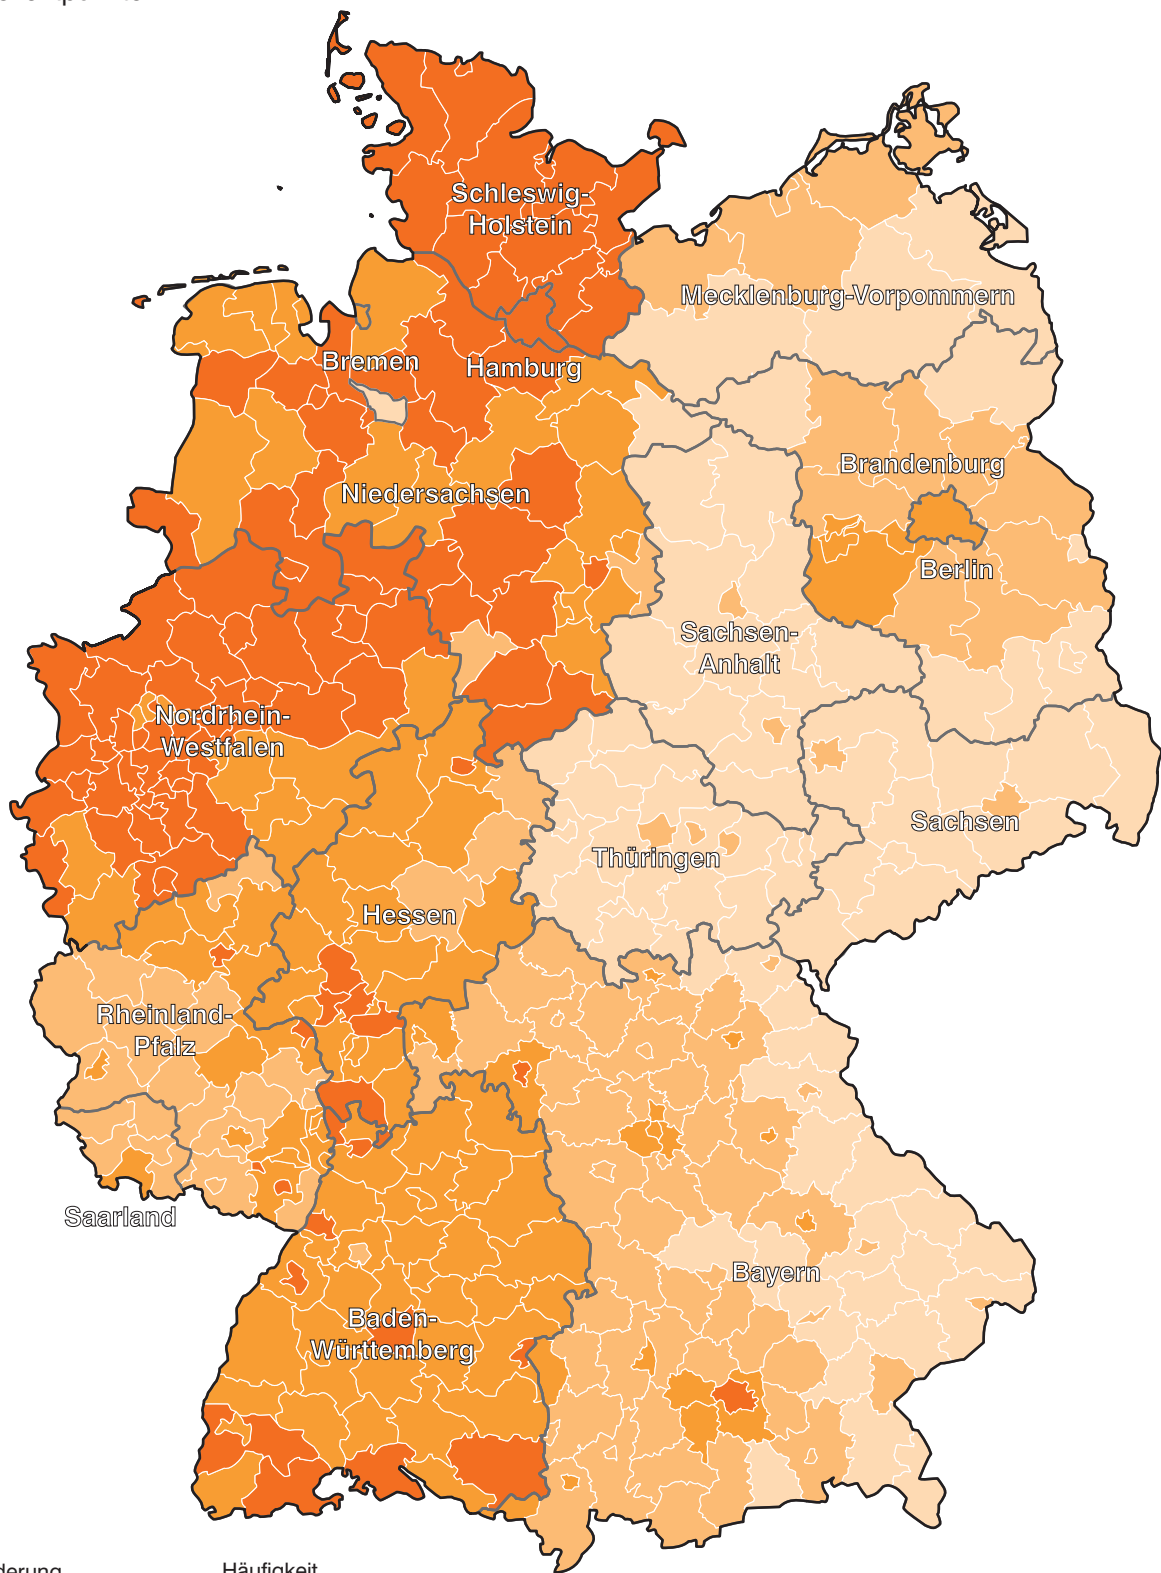 Schleswig-
Holstein
Mecklenburg-Vorpommern
Bremen
Hamburg
Brandenburg
Niedersachsen
Berlin
Sachsen-
Anhalt
Nordrhein-
Westfalen
Sachsen
Thüringen
Hessen
Rheinland-
Pfalz
Saarland
Bayern
Baden-
Württemberg
Häufigkeit